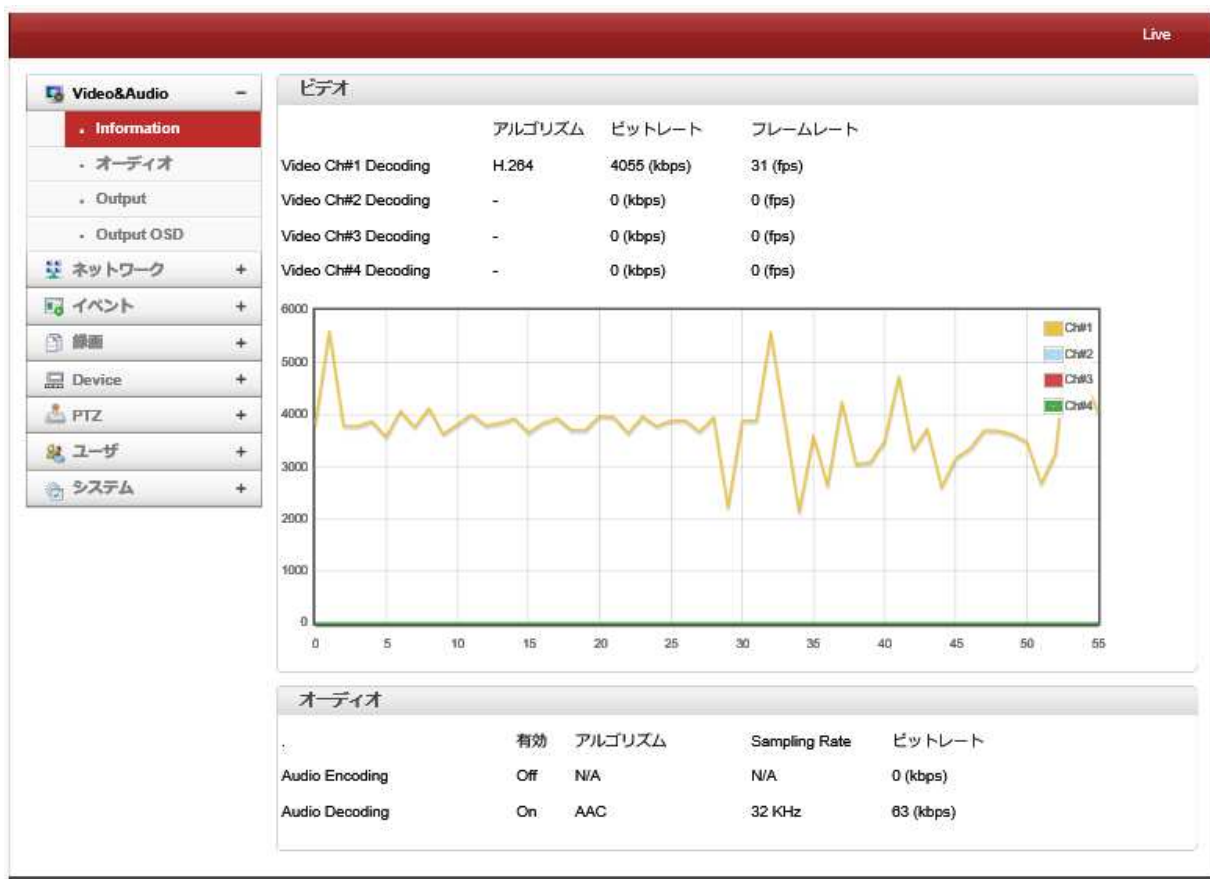 Live
Video&Audio −
. Information
. オーディオ
. Output
. Output OSD
ネットワーク +
イベント +
録画 +
Device +
PTZ +
ユーザ +
システム +
ビデオ
アルゴリズム ビットレート フレームレート
Video Ch#1 Decoding H.264 4055 (kbps) 31 (fps)
Video Ch#2 Decoding - 0 (kbps) 0 (fps)
Video Ch#3 Decoding - 0 (kbps) 0 (fps)
Video Ch#4 Decoding - 0 (kbps) 0 (fps)
6000
5000
4000
3000
2000
1000
0
Ch#1
Ch#2
Ch#3
Ch#4
0 5 10 15 20 25 30 35 40 45 50 55
オーディオ
. 有効 アルゴリズム Sampling Rate ビットレート
Audio Encoding Off N/A N/A 0 (kbps)
Audio Decoding On AAC 32 KHz 63 (kbps)